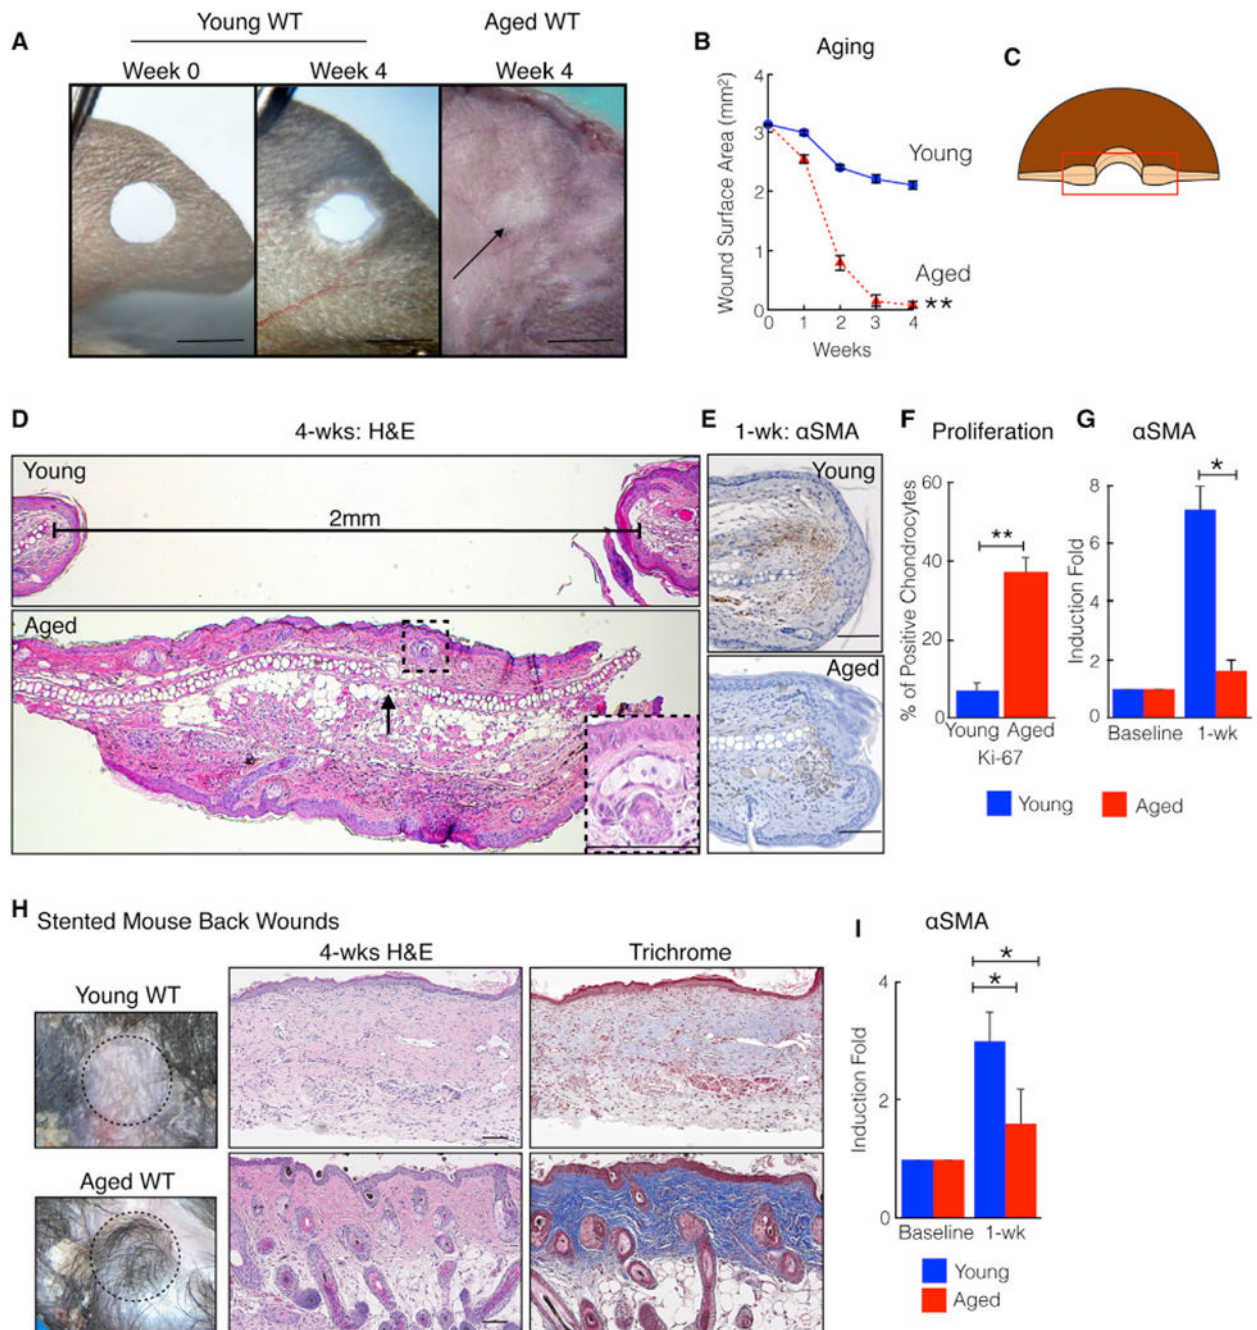 A
Young WT
Aged WT
Week 0
Week 4
Week 4
B
Aging
Wound Surface Area (mm²)
4
3
2
1
0
0 1 2 3 4
Weeks
Young
Aged
**
C
D
4-wks: H&E
Young
2mm
Aged
E
1-wk: αSMA
Young
Aged
F
Proliferation
% of Positive Chondrocytes
60
40
20
0
**
Young Aged
Ki-67
G
αSMA
Induction Fold
8
6
4
2
0
*
Baseline 1-wk
Young Aged
H Stented Mouse Back Wounds
4-wks H&E
Trichrome
Young WT
Aged WT
I
αSMA
Induction Fold
4
2
0
*
*
Baseline 1-wk
Young
Aged